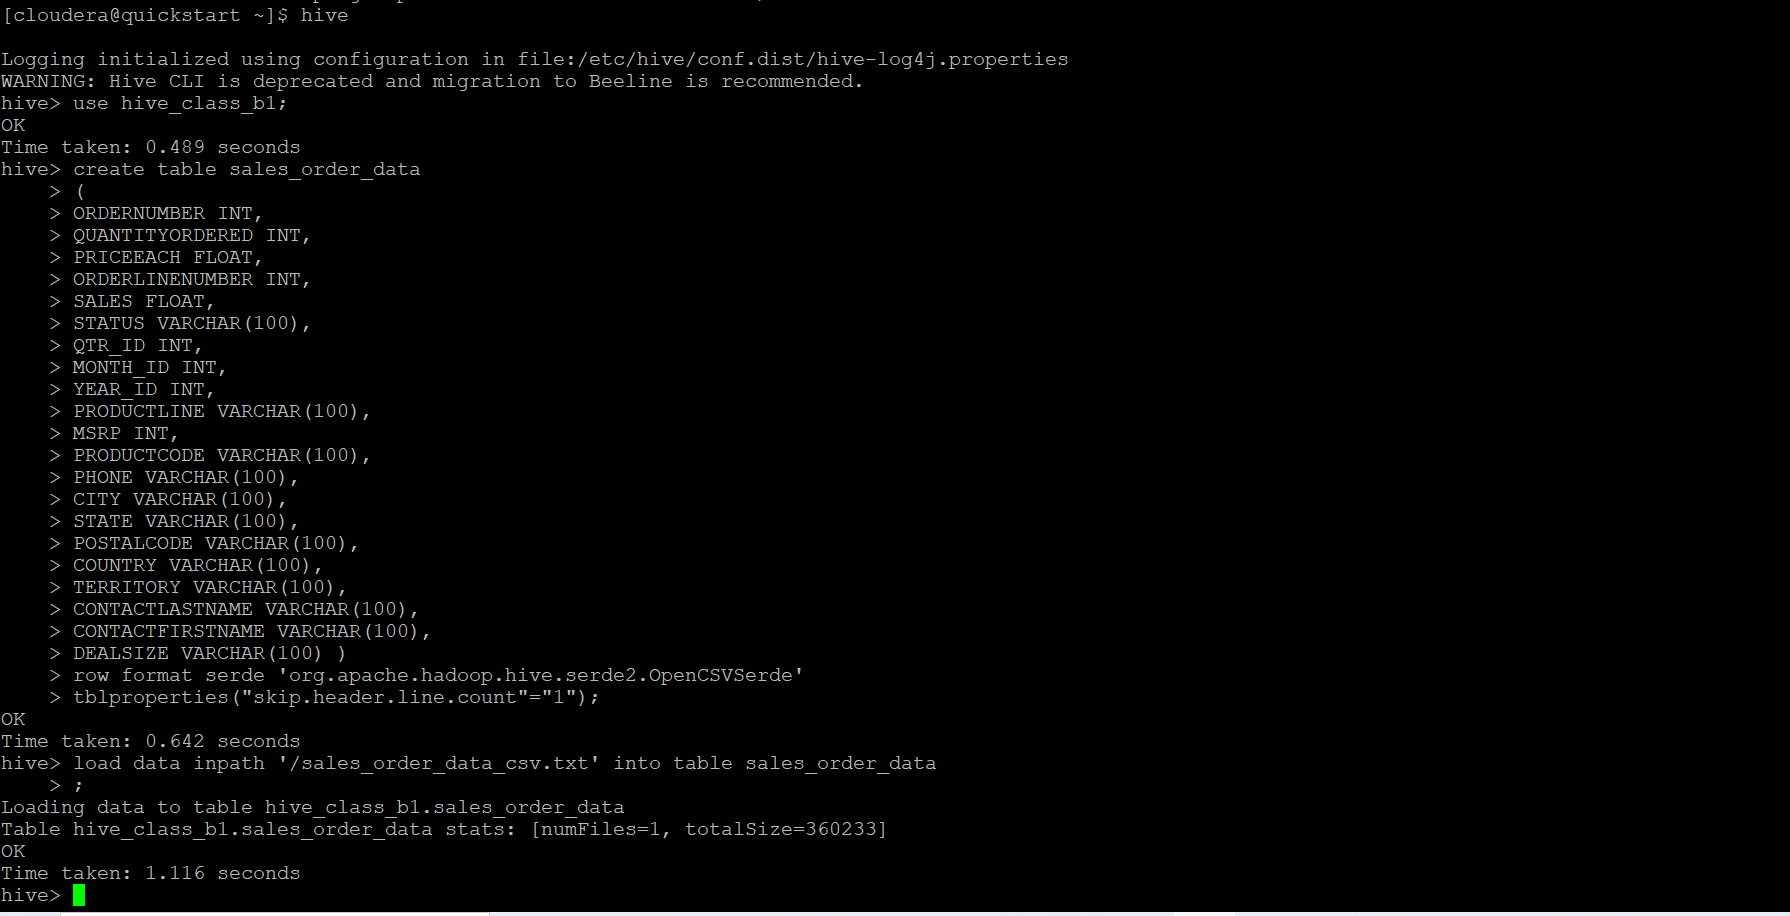 [cloudera@quickstart ~]$ hive
Logging initialized using configuration in file:/etc/hive/conf.dist/hive-log4j.properties
WARNING: Hive CLI is deprecated and migration to Beeline is recommended.
hive> use hive_class_b1;
OK
Time taken: 0.489 seconds
hive> create table sales_order_data
    > (
    > ORDERNUMBER INT,
    > QUANTITYORDERED INT,
    > PRICEEACH FLOAT,
    > ORDERLINENUMBER INT,
    > SALES FLOAT,
    > STATUS VARCHAR(100),
    > QTR_ID INT,
    > MONTH_ID INT,
    > YEAR_ID INT,
    > PRODUCTLINE VARCHAR(100),
    > MSRP INT,
    > PRODUCTCODE VARCHAR(100),
    > PHONE VARCHAR(100),
    > CITY VARCHAR(100),
    > STATE VARCHAR(100),
    > POSTALCODE VARCHAR(100),
    > COUNTRY VARCHAR(100),
    > TERRITORY VARCHAR(100),
    > CONTACTLASTNAME VARCHAR(100),
    > CONTACTFIRSTNAME VARCHAR(100),
    > DEALSIZE VARCHAR(100) )
    > row format serde 'org.apache.hadoop.hive.serde2.OpenCSVSerde'
    > tblproperties("skip.header.line.count"="1");
OK
Time taken: 0.642 seconds
hive> load data inpath '/sales_order_data_csv.txt' into table sales_order_data
    > ;
Loading data to table hive_class_b1.sales_order_data
Table hive_class_b1.sales_order_data stats: [numFiles=1, totalSize=360233]
OK
Time taken: 1.116 seconds
hive>